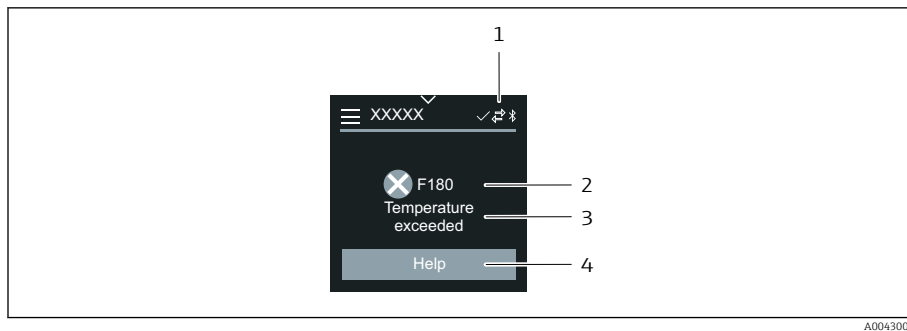 1
XXXXX
F180
2
Temperature
exceeded
3
Help
4
A004300